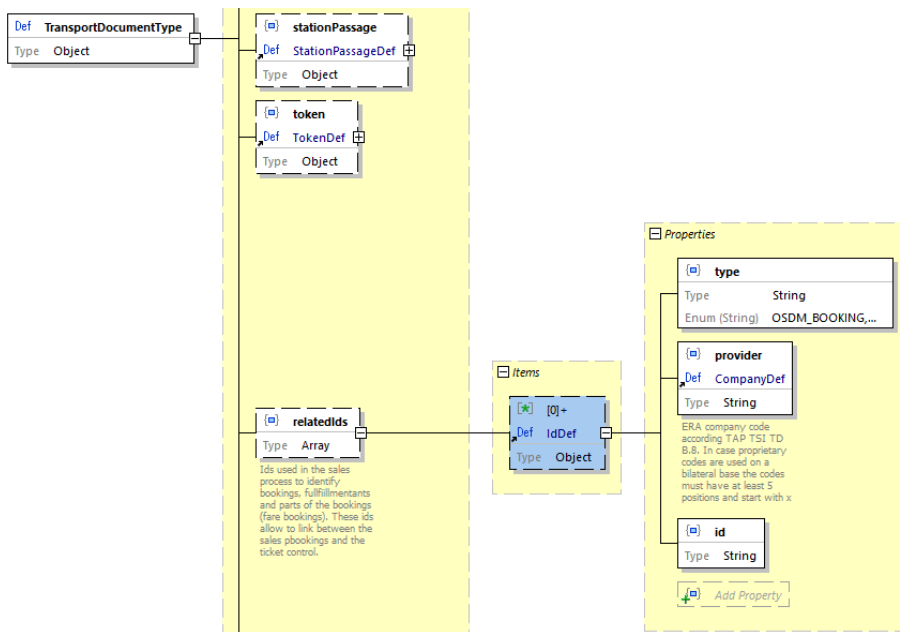 Def TransportDocumentType
Type Object
stationPassage
Def StationPassageDef
Type Object
token
Def TokenDef
Type Object
relatedIds
Type Array
Ids used in the sales
process to identify
bookings, fullfiillmentants
and parts of the bookings
(fare bookings). These ids
allow to link between the
sales pbookings and the
ticket control.
Items
[0]+
Def IdDef
Type Object
Properties
type
Type String
Enum (String) OSDM_BOOKING,...
provider
Def CompanyDef
Type String
ERA company code
according TAP TSI TD
B.8. In case proprietary
codes are used on a
bilateral base the codes
must have at least 5
positions and start with x
id
Type String
Add Property